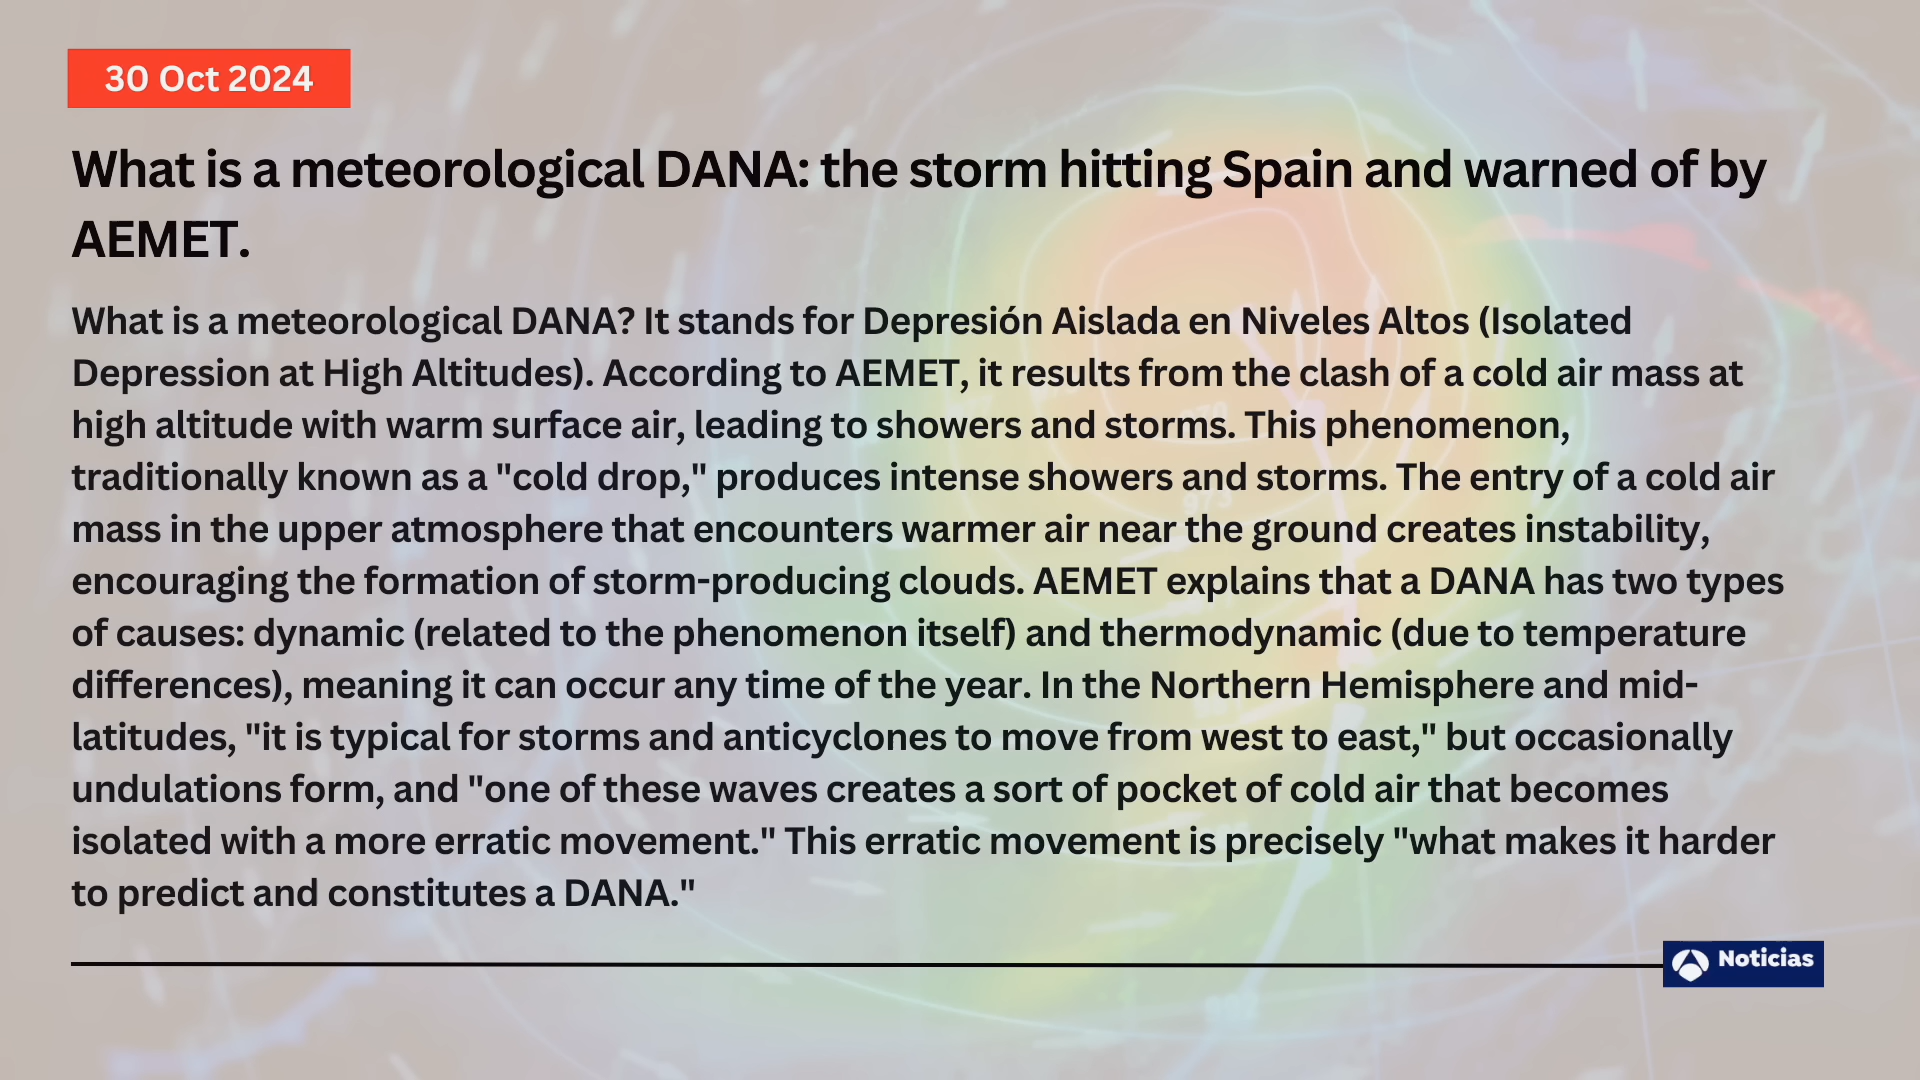 30 Oct 2024
What is a meteorological DANA: the storm hitting Spain and warned of by
AEMET.
What is a meteorological DANA? It stands for Depresión Aislada en Niveles Altos (Isolated
Depression at High Altitudes). According to AEMET, it results from the clash of a cold air mass at
high altitude with warm surface air, leading to showers and storms. This phenomenon,
traditionally known as a "cold drop," produces intense showers and storms. The entry of a cold air
mass in the upper atmosphere that encounters warmer air near the ground creates instability,
encouraging the formation of storm-producing clouds. AEMET explains that a DANA has two types
of causes: dynamic (related to the phenomenon itself) and thermodynamic (due to temperature
differences), meaning it can occur any time of the year. In the Northern Hemisphere and mid-
latitudes, "it is typical for storms and anticyclones to move from west to east," but occasionally
undulations form, and "one of these waves creates a sort of pocket of cold air that becomes
isolated with a more erratic movement." This erratic movement is precisely "what makes it harder
to predict and constitutes a DANA."
Noticias